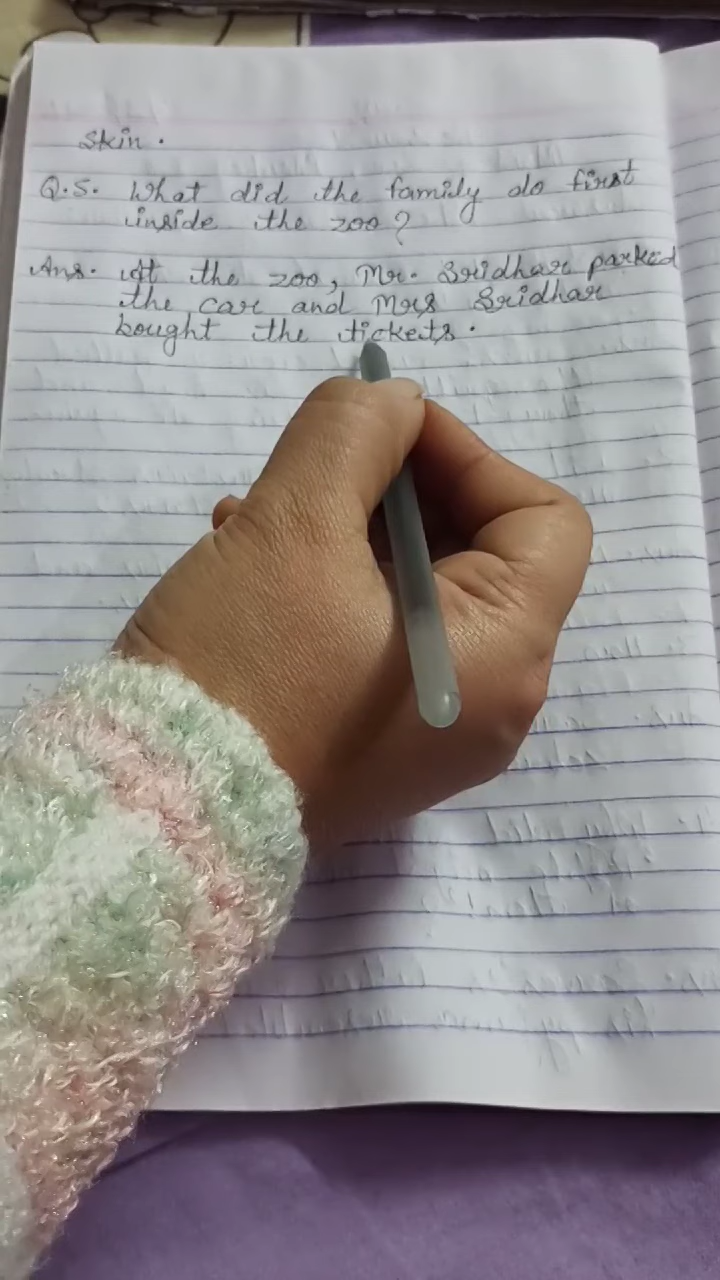 Skin.
Q.5. What did the family do first
inside the zoo?
Ans. At the zoo, Mr. Sridhar parked
the car and Mrs Sridhar
bought the tickets.